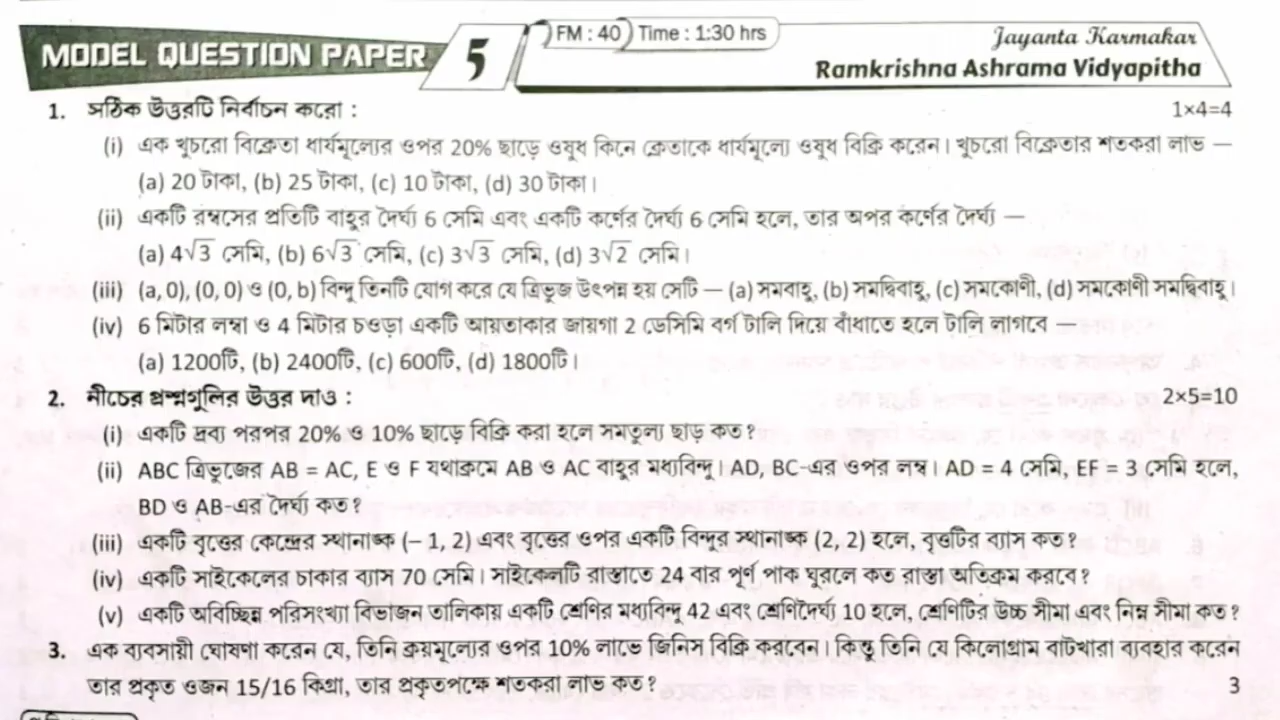 MODEL QUESTION PAPER 5 FM : 40 Time : 1:30 hrs Jayanta Karmakar
Ramkrishna Ashrama Vidyapitha
1. সঠিক উত্তরটি নির্বাচন করো : 1×4=4
(i) এক খুচরো বিক্রেতা ধার্যমূল্যের ওপর 20% ছাড়ে ওষুধ কিনে ক্রেতাকে ধার্যমূল্যে ওষুধ বিক্রি করেন। খুচরো বিক্রেতার শতকরা লাভ —
(a) 20 টাকা, (b) 25 টাকা, (c) 10 টাকা, (d) 30 টাকা।
(ii) একটি রম্বসের প্রতিটি বাহুর দৈর্ঘ্য 6 সেমি এবং একটি কর্ণের দৈর্ঘ্য 6 সেমি হলে, তার অপর কর্ণের দৈর্ঘ্য —
(a) 4√3 সেমি, (b) 6√3 সেমি, (c) 3√3 সেমি, (d) 3√2 সেমি।
(iii) (a, 0), (0, 0) ও (0, b) বিন্দু তিনটি যোগ করে যে ত্রিভুজ উৎপন্ন হয় সেটি — (a) সমবাহু, (b) সমদ্বিবাহু, (c) সমকোণী, (d) সমকোণী সমদ্বিবাহু।
(iv) 6 মিটার লম্বা ও 4 মিটার চওড়া একটি আয়তাকার জায়গা 2 ডেসিমি বর্গ টালি দিয়ে বাঁধাতে হলে টালি লাগবে —
(a) 1200টি, (b) 2400টি, (c) 600টি, (d) 1800টি।
2. নীচের প্রশ্নগুলির উত্তর দাও : 2×5=10
(i) একটি দ্রব্য পরপর 20% ও 10% ছাড়ে বিক্রি করা হলে সমতুল্য ছাড় কত?
(ii) ABC ত্রিভুজের AB = AC, E ও F যথাক্রমে AB ও AC বাহুর মধ্যবিন্দু। AD, BC-এর ওপর লম্ব। AD = 4 সেমি, EF = 3 সেমি হলে,
BD ও AB-এর দৈর্ঘ্য কত?
(iii) একটি বৃত্তের কেন্দ্রের স্থানাঙ্ক (– 1, 2) এবং বৃত্তের ওপর একটি বিন্দুর স্থানাঙ্ক (2, 2) হলে, বৃত্তটির ব্যাস কত?
(iv) একটি সাইকেলের চাকার ব্যাস 70 সেমি। সাইকেলটি রাস্তাতে 24 বার পূর্ণ পাক ঘুরলে কত রাস্তা অতিক্রম করবে?
(v) একটি অবিচ্ছিন্ন পরিসংখ্যা বিভাজন তালিকায় একটি শ্রেণির মধ্যবিন্দু 42 এবং শ্রেণিদৈর্ঘ্য 10 হলে, শ্রেণিটির উচ্চ সীমা এবং নিম্ন সীমা কত?
3. এক ব্যবসায়ী ঘোষণা করেন যে, তিনি ক্রয়মূল্যের ওপর 10% লাভে জিনিস বিক্রি করবেন। কিন্তু তিনি যে কিলোগ্রাম বাটখারা ব্যবহার করেন
তার প্রকৃত ওজন 15/16 কিগ্রা, তার প্রকৃতপক্ষে শতকরা লাভ কত? 3